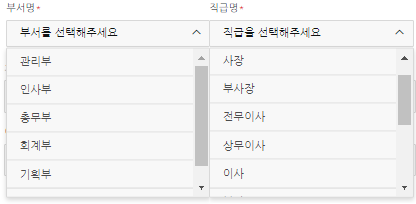 부서명*
직급명*
부서를 선택해주세요
직급을 선택해주세요
관리부
사장
인사부
부사장
총무부
전무이사
회계부
상무이사
기획부
이사